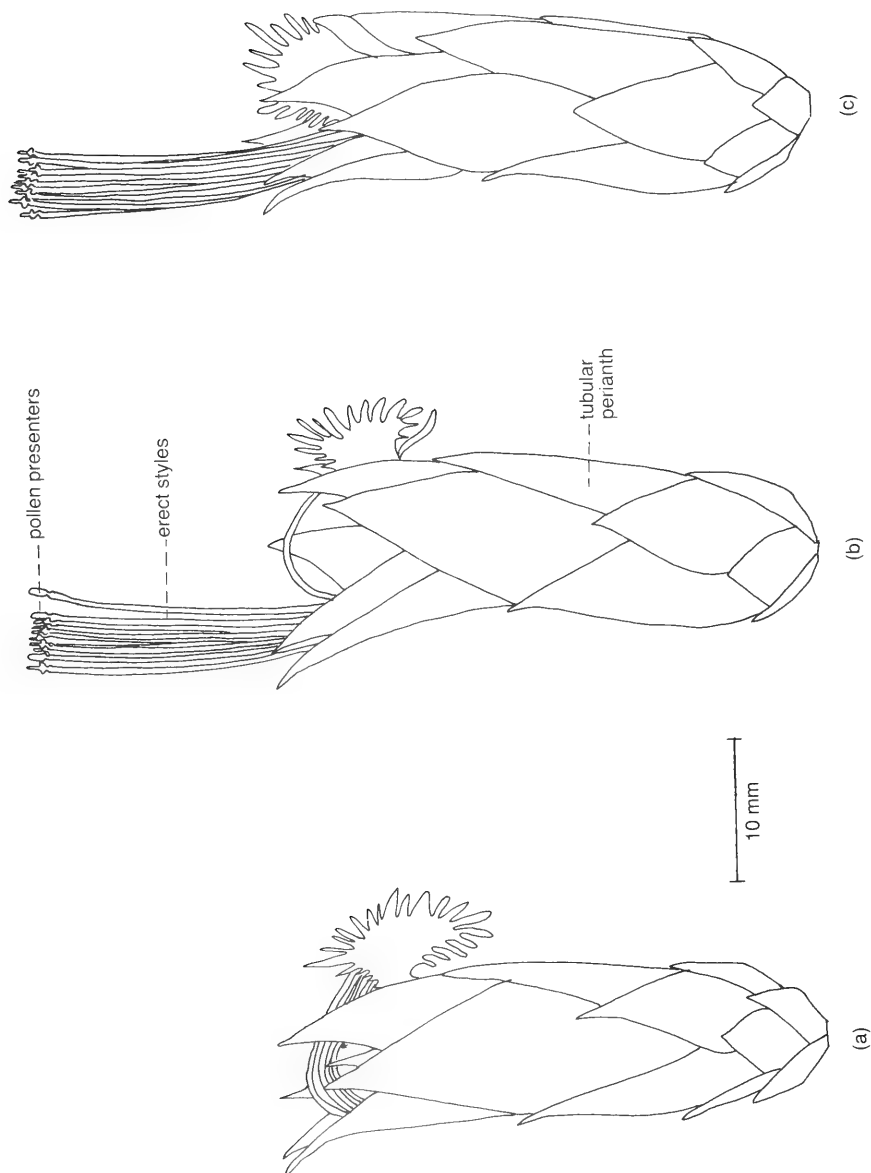 pollen presenters
erect styles
tubular
perianth
10 mm
(a)
(b)
(c)